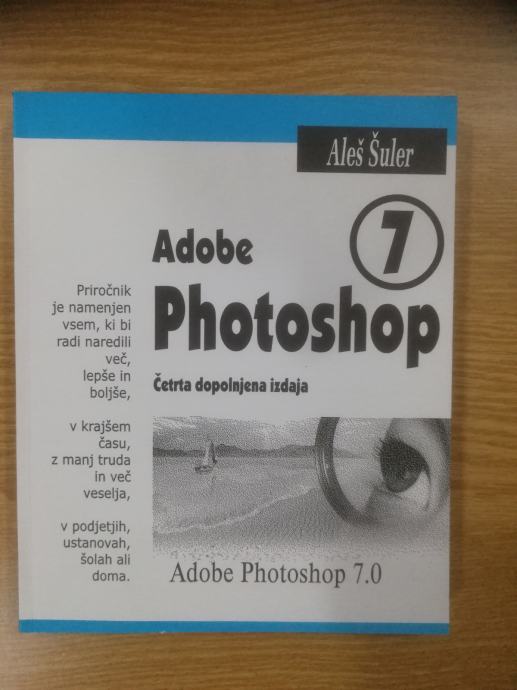 Aleš Šuler
7
Adobe
Photoshop
Četrta dopolnjena izdaja
Priročnik
je namenjen
vsem, ki bi
radi naredili
več,
lepše in
boljše,
v krajšem
času,
z manj truda
in več
veselja,
v podjetjih,
ustanovah,
šolah ali
doma.
Adobe Photoshop 7.0